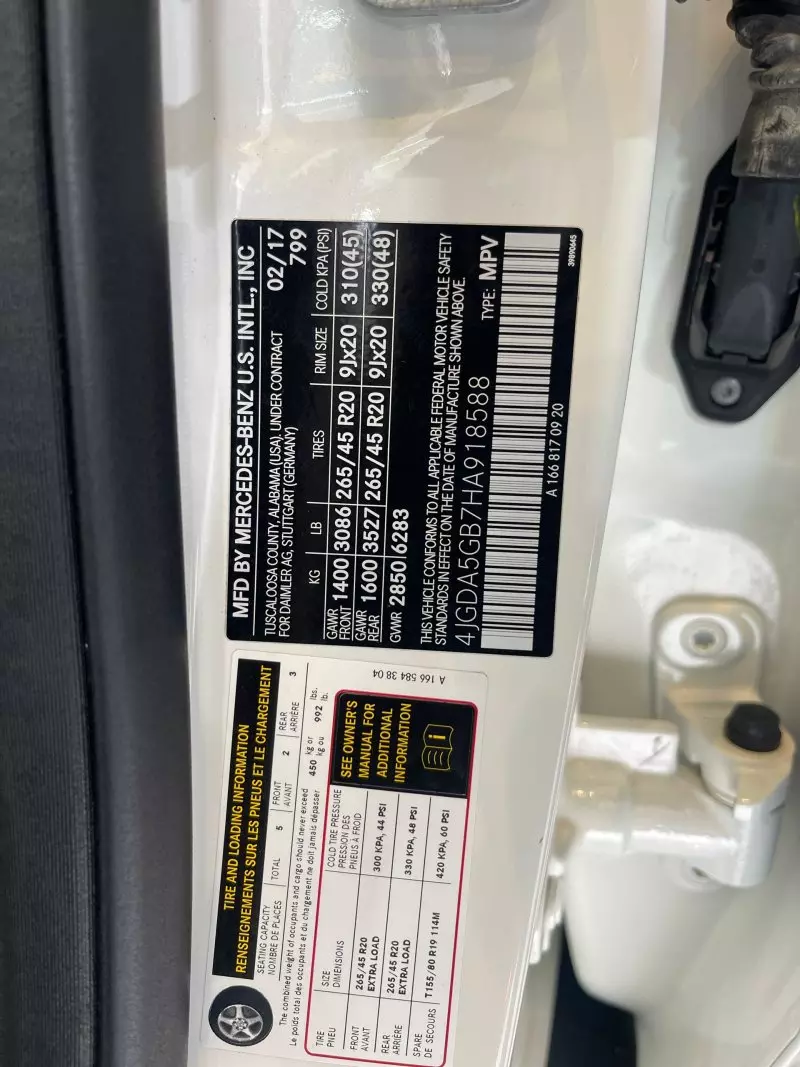 MFD BY MERCEDES-BENZ U.S. INTL., INC
TUSCALOOSA COUNTY, ALABAMA (USA). UNDER CONTRACT
FOR DAIMLER AG, STUTTGART (GERMANY)
02/17
799
KG LB TIRES RIM SIZE COLD KPA (PSI)
GAWR
FRONT 1400 3086 265/45 R20 9Jx20 310(45)
GAWR
REAR 1600 3527 265/45 R20 9Jx20 330(48)
GVWR 2850 6283
THIS VEHICLE CONFORMS TO ALL APPLICABLE FEDERAL MOTOR VEHICLE SAFETY
STANDARDS IN EFFECT ON THE DATE OF MANUFACTURE SHOWN ABOVE.
4JGDA5GB7HA918588 TYPE: MPV
A 166 817 09 20
39890645
TIRE AND LOADING INFORMATION
RENSEIGNEMENTS SUR LES PNEUS ET LE CHARGEMENT
SEATING CAPACITY
NOMBRE DE PLACES
TOTAL 5
FRONT
AVANT 2
REAR
ARRIÈRE 3
The combined weight of occupants and cargo should never exceed
Le poids total des occupants et du chargement ne doit jamais dépasser
450 kg or
kg ou 992 lbs.
lb.
TIRE
PNEU
SIZE
DIMENSIONS
COLD TIRE PRESSURE
PRESSION DES
PNEUS À FROID
FRONT
AVANT
265/45 R20
EXTRA LOAD
300 KPA, 44 PSI
REAR
ARRIÈRE
265/45 R20
EXTRA LOAD
330 KPA, 48 PSI
SPARE
DE SECOURS
T155/80 R19 114M
420 KPA, 60 PSI
SEE OWNER'S
MANUAL FOR
ADDITIONAL
INFORMATION
i
A 166 584 38 04